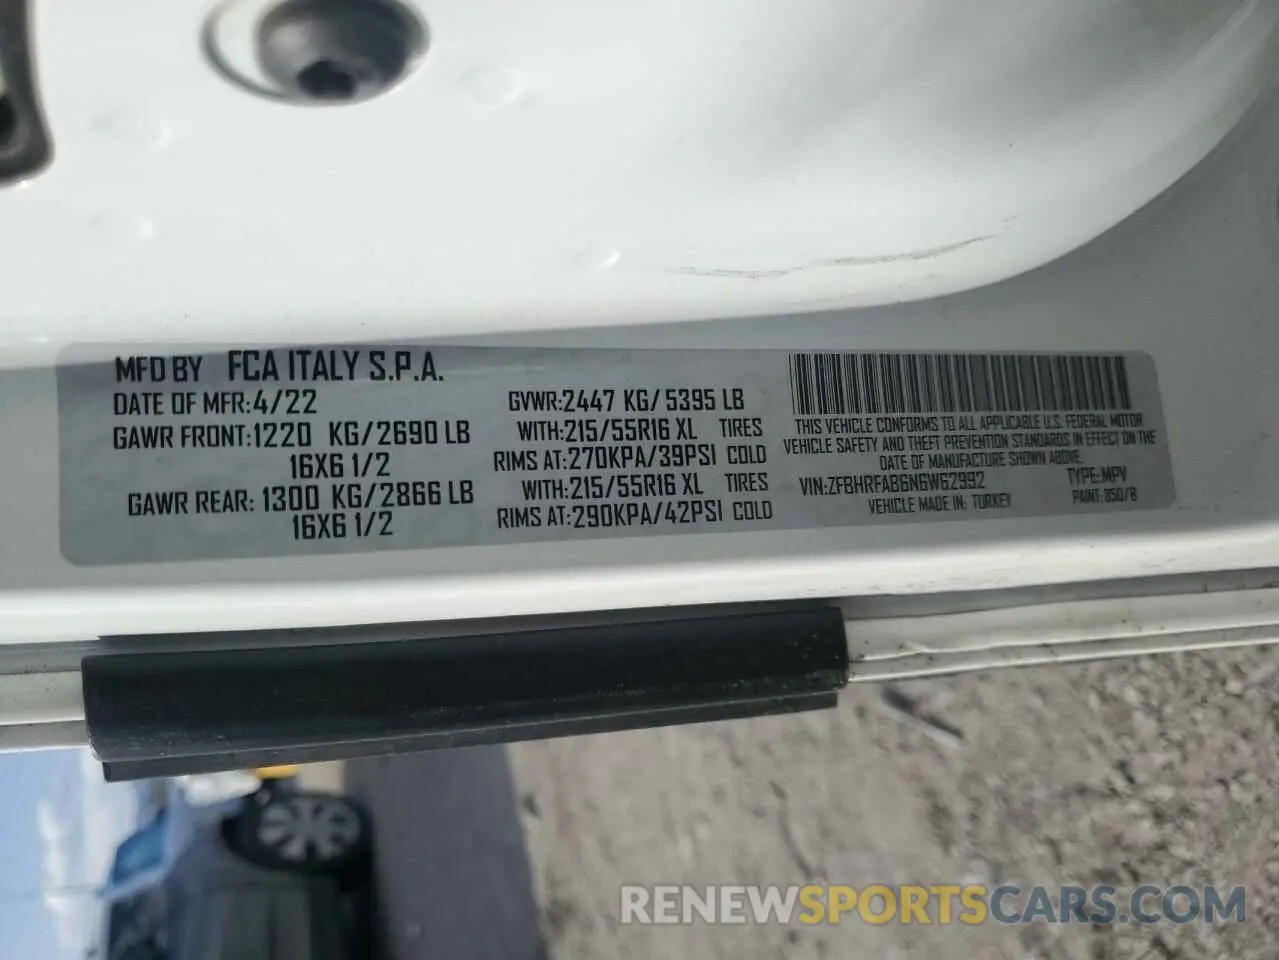 MFD BY FCA ITALY S.P.A.
DATE OF MFR:4/22
GAWR FRONT:1220 KG/2690 LB
16X6 1/2
GAWR REAR: 1300 KG/2866 LB
16X6 1/2
GVWR:2447 KG/ 5395 LB
WITH:215/55R16 XL TIRES
RIMS AT:270KPA/39PSI COLD
WITH:215/55R16 XL TIRES
RIMS AT:290KPA/42PSI COLD
THIS VEHICLE CONFORMS TO ALL APPLICABLE U.S. FEDERAL MOTOR
VEHICLE SAFETY AND THEFT PREVENTION STANDARDS IN EFFECT ON THE
DATE OF MANUFACTURE SHOWN ABOVE.
VIN:ZFBHRFAB6N6W62992 TYPE:MPV
VEHICLE MADE IN: TURKEY PAINT: 850/B
RENEWSPORTSCARS.COM